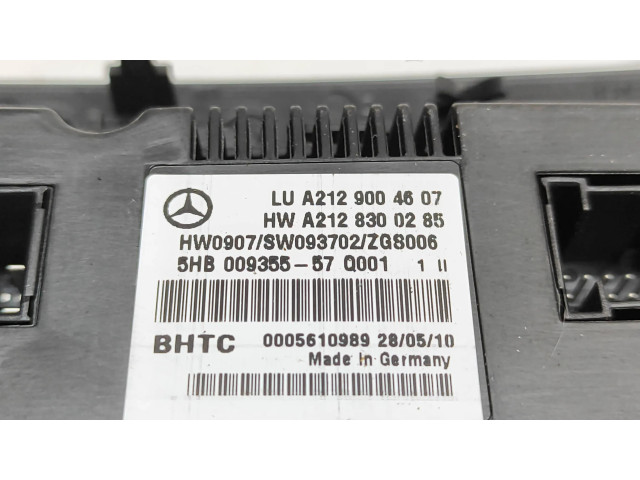 LU A212 900 46 07
HW A212 830 02 85
HW0907/SW093702/ZGS006
5HB 009355-57 Q001 1 II
BHTC 0005610989 28/05/10
Made in Germany